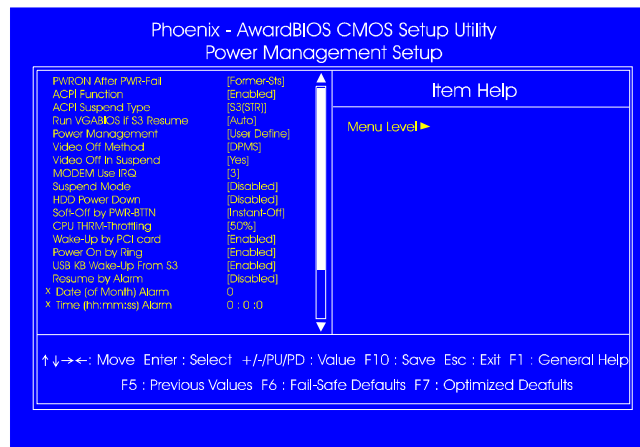 Phoenix - AwardBIOS CMOS Setup Utility
Power Management Setup
PWRON After PWR-Fail [Former-Sts]
ACPI Function [Enabled]
ACPI Suspend Type [S3(STR)]
Run VGABIOS if S3 Resume [Auto]
Power Management [User Define]
Video Off Method [DPMS]
Video Off In Suspend [Yes]
MODEM Use IRQ [3]
Suspend Mode [Disabled]
HDD Power Down [Disabled]
Soft-Off by PWR-BTTN [Instant-Off]
CPU THRM-Throttling [50%]
Wake-Up by PCI card [Enabled]
Power On by Ring [Enabled]
USB KB Wake-Up From S3 [Enabled]
Resume by Alarm [Disabled]
x Date (of Month) Alarm 0
x Time (hh:mm:ss) Alarm 0 : 0 :0
Item Help
Menu Level ►
↑↓→←: Move Enter : Select +/-/PU/PD : Value F10 : Save Esc : Exit F1 : General Help
F5 : Previous Values F6 : Fail-Safe Defaults F7 : Optimized Deafults